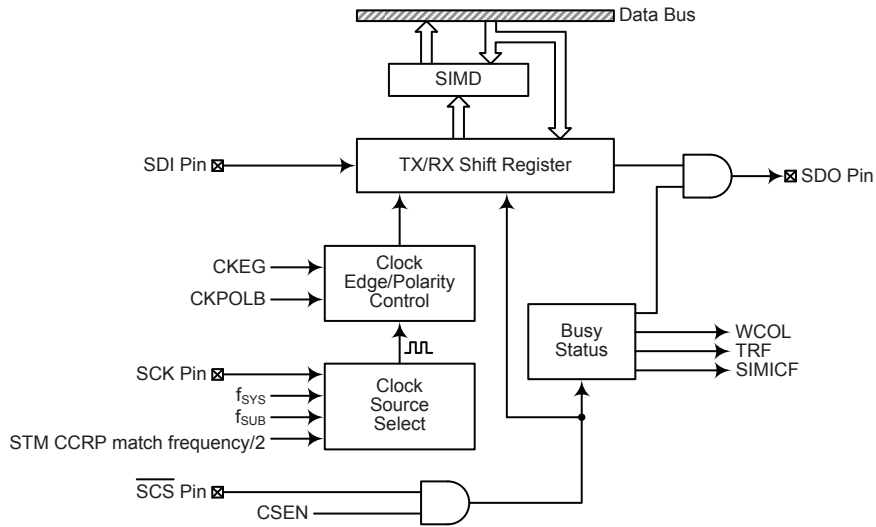 Data Bus
SIMD
SDI Pin
TX/RX Shift Register
SDO Pin
CKEG
CKPOLB
Clock
Edge/Polarity
Control
Busy
Status
WCOL
TRF
SIMICF
SCK Pin
fSYS
fSUB
STM CCRP match frequency/2
Clock
Source
Select
SCS Pin
CSEN